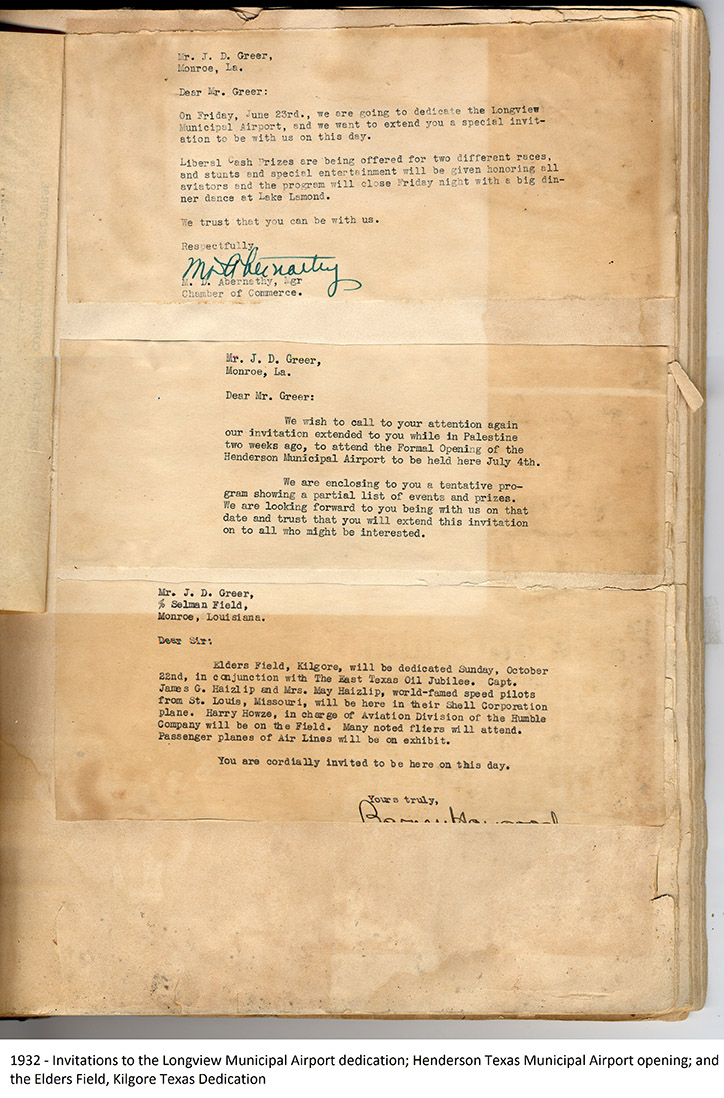 Mr. J. D. Greer,
Monroe, La.
Dear Mr. Greer:
On Friday, June 23rd., we are going to dedicate the Longview
Municipal Airport, and we want to extend you a special invit-
ation to be with us on this day.
Liberal Cash Prizes are being offered for two different races,
and stunts and special entertainment will be given honoring all
aviators and the program will close Friday night with a big din-
ner dance at Lake Lamond.
We trust that you can be with us.
Respectfully
M. D. Abernathy
M. D. Abernathy, Mgr
Chamber of Commerce.
Mr. J. D. Greer,
Monroe, La.
Dear Mr. Greer:
We wish to call to your attention again
our invitation extended to you while in Palestine
two weeks ago, to attend the Formal Opening of the
Henderson Municipal Airport to be held here July 4th.
We are enclosing to you a tentative pro-
gram showing a partial list of events and prizes.
We are looking forward to you being with us on that
date and trust that you will extend this invitation
on to all who might be interested.
Mr. J. D. Greer,
% Selman Field,
Monroe, Louisiana.
Dear Sir:
Elders Field, Kilgore, will be dedicated Sunday, October
22nd, in conjunction with The East Texas Oil Jubilee. Capt.
James G. Haizlip and Mrs. May Haizlip, world-famed speed pilots
from St. Louis, Missouri, will be here in their Shell Corporation
plane. Harry Howze, in charge of Aviation Division of the Humble
Company will be on the Field. Many noted fliers will attend.
Passenger planes of Air Lines will be on exhibit.
You are cordially invited to be here on this day.
Yours truly,
1932 - Invitations to the Longview Municipal Airport dedication; Henderson Texas Municipal Airport opening; and
the Elders Field, Kilgore Texas Dedication